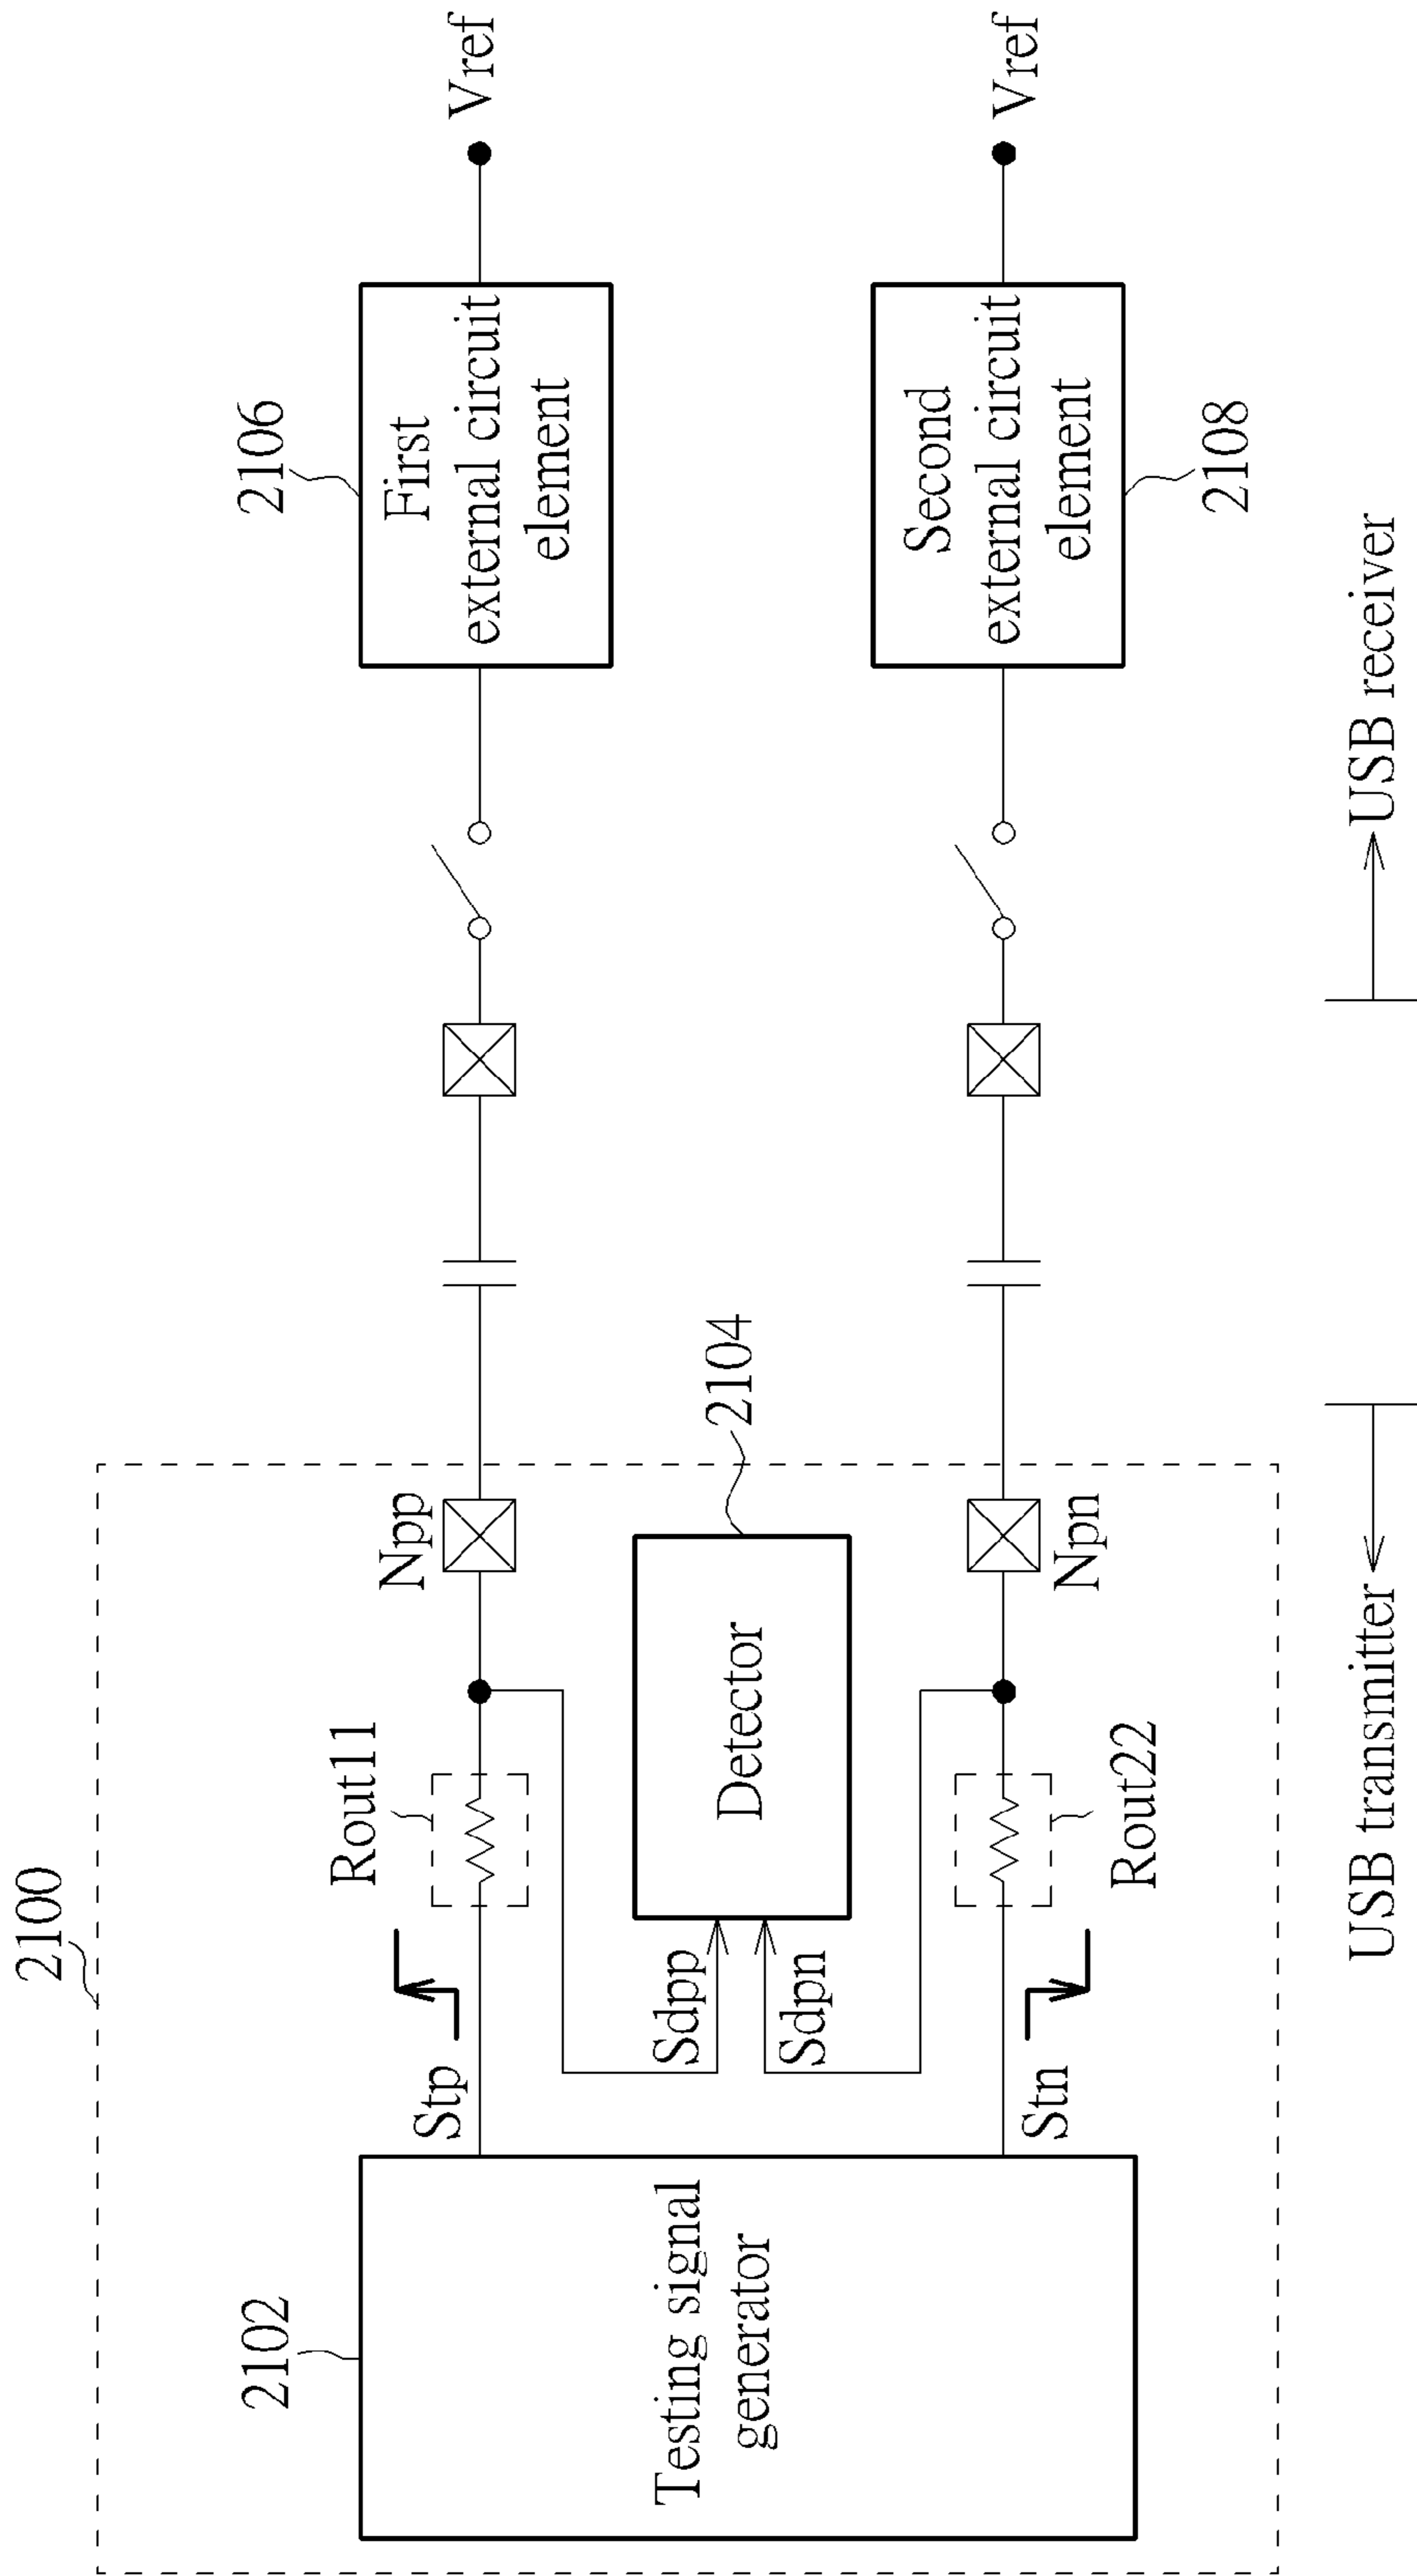 2100
2102
Testing signal
generator
Stp
Stn
Rout11
Rout22
Sdpp
Sdpn
Detector
2104
Npp
Npn
2106
First
external circuit
element
Vref
Second
external circuit
element
2108
Vref
USB transmitter
USB receiver